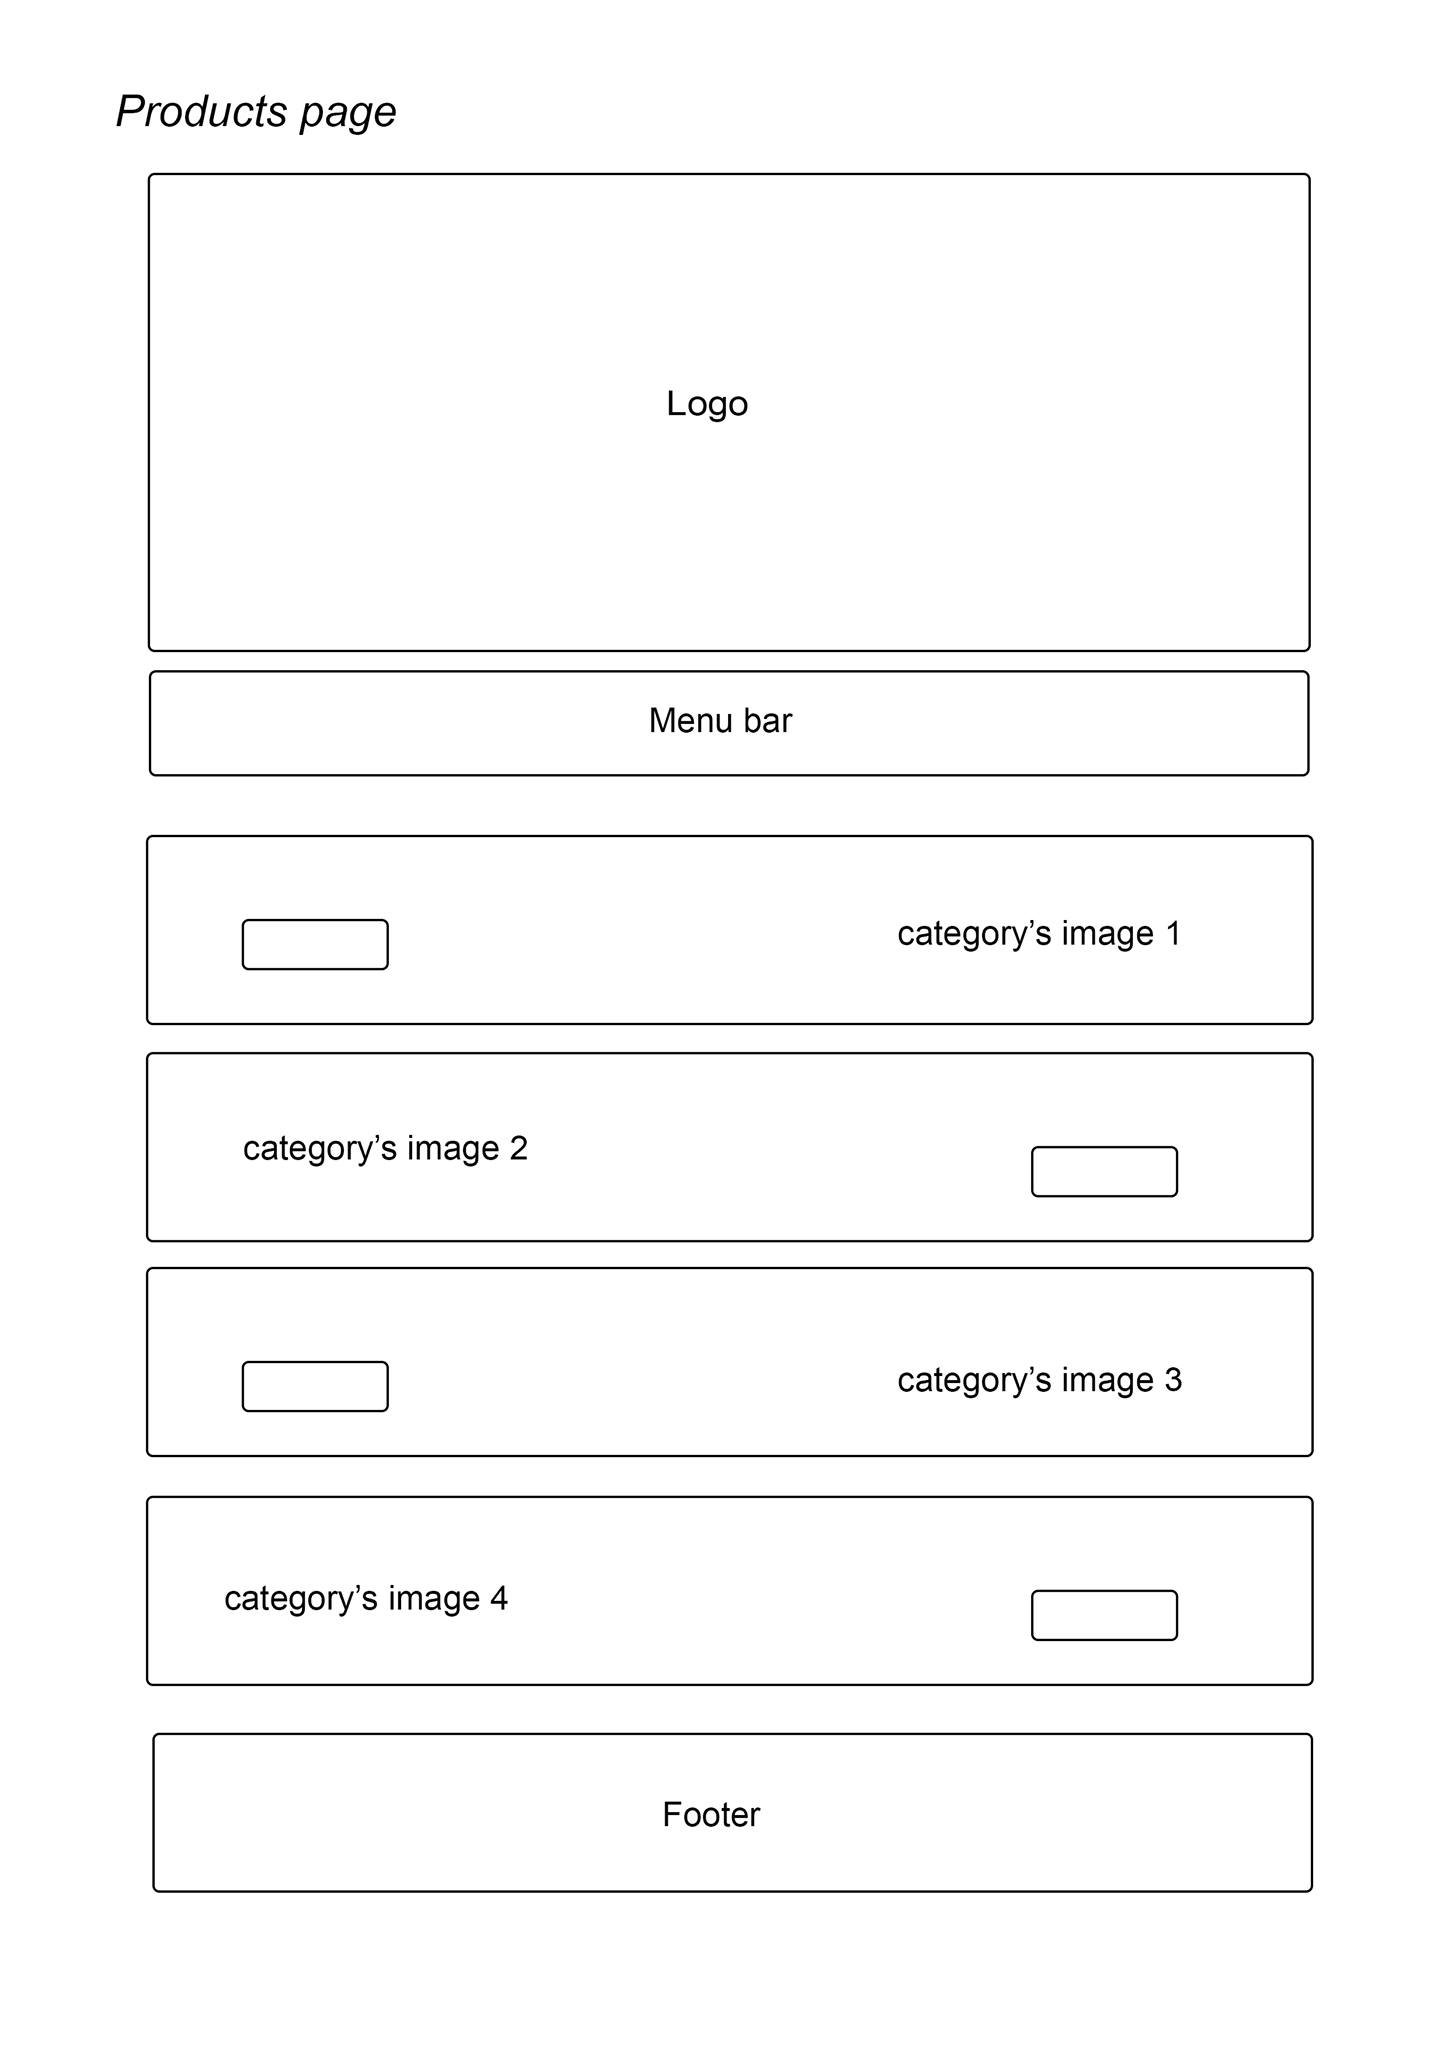 Products page
Logo
Menu bar
category’s image 1
category’s image 2
category’s image 3
category’s image 4
Footer